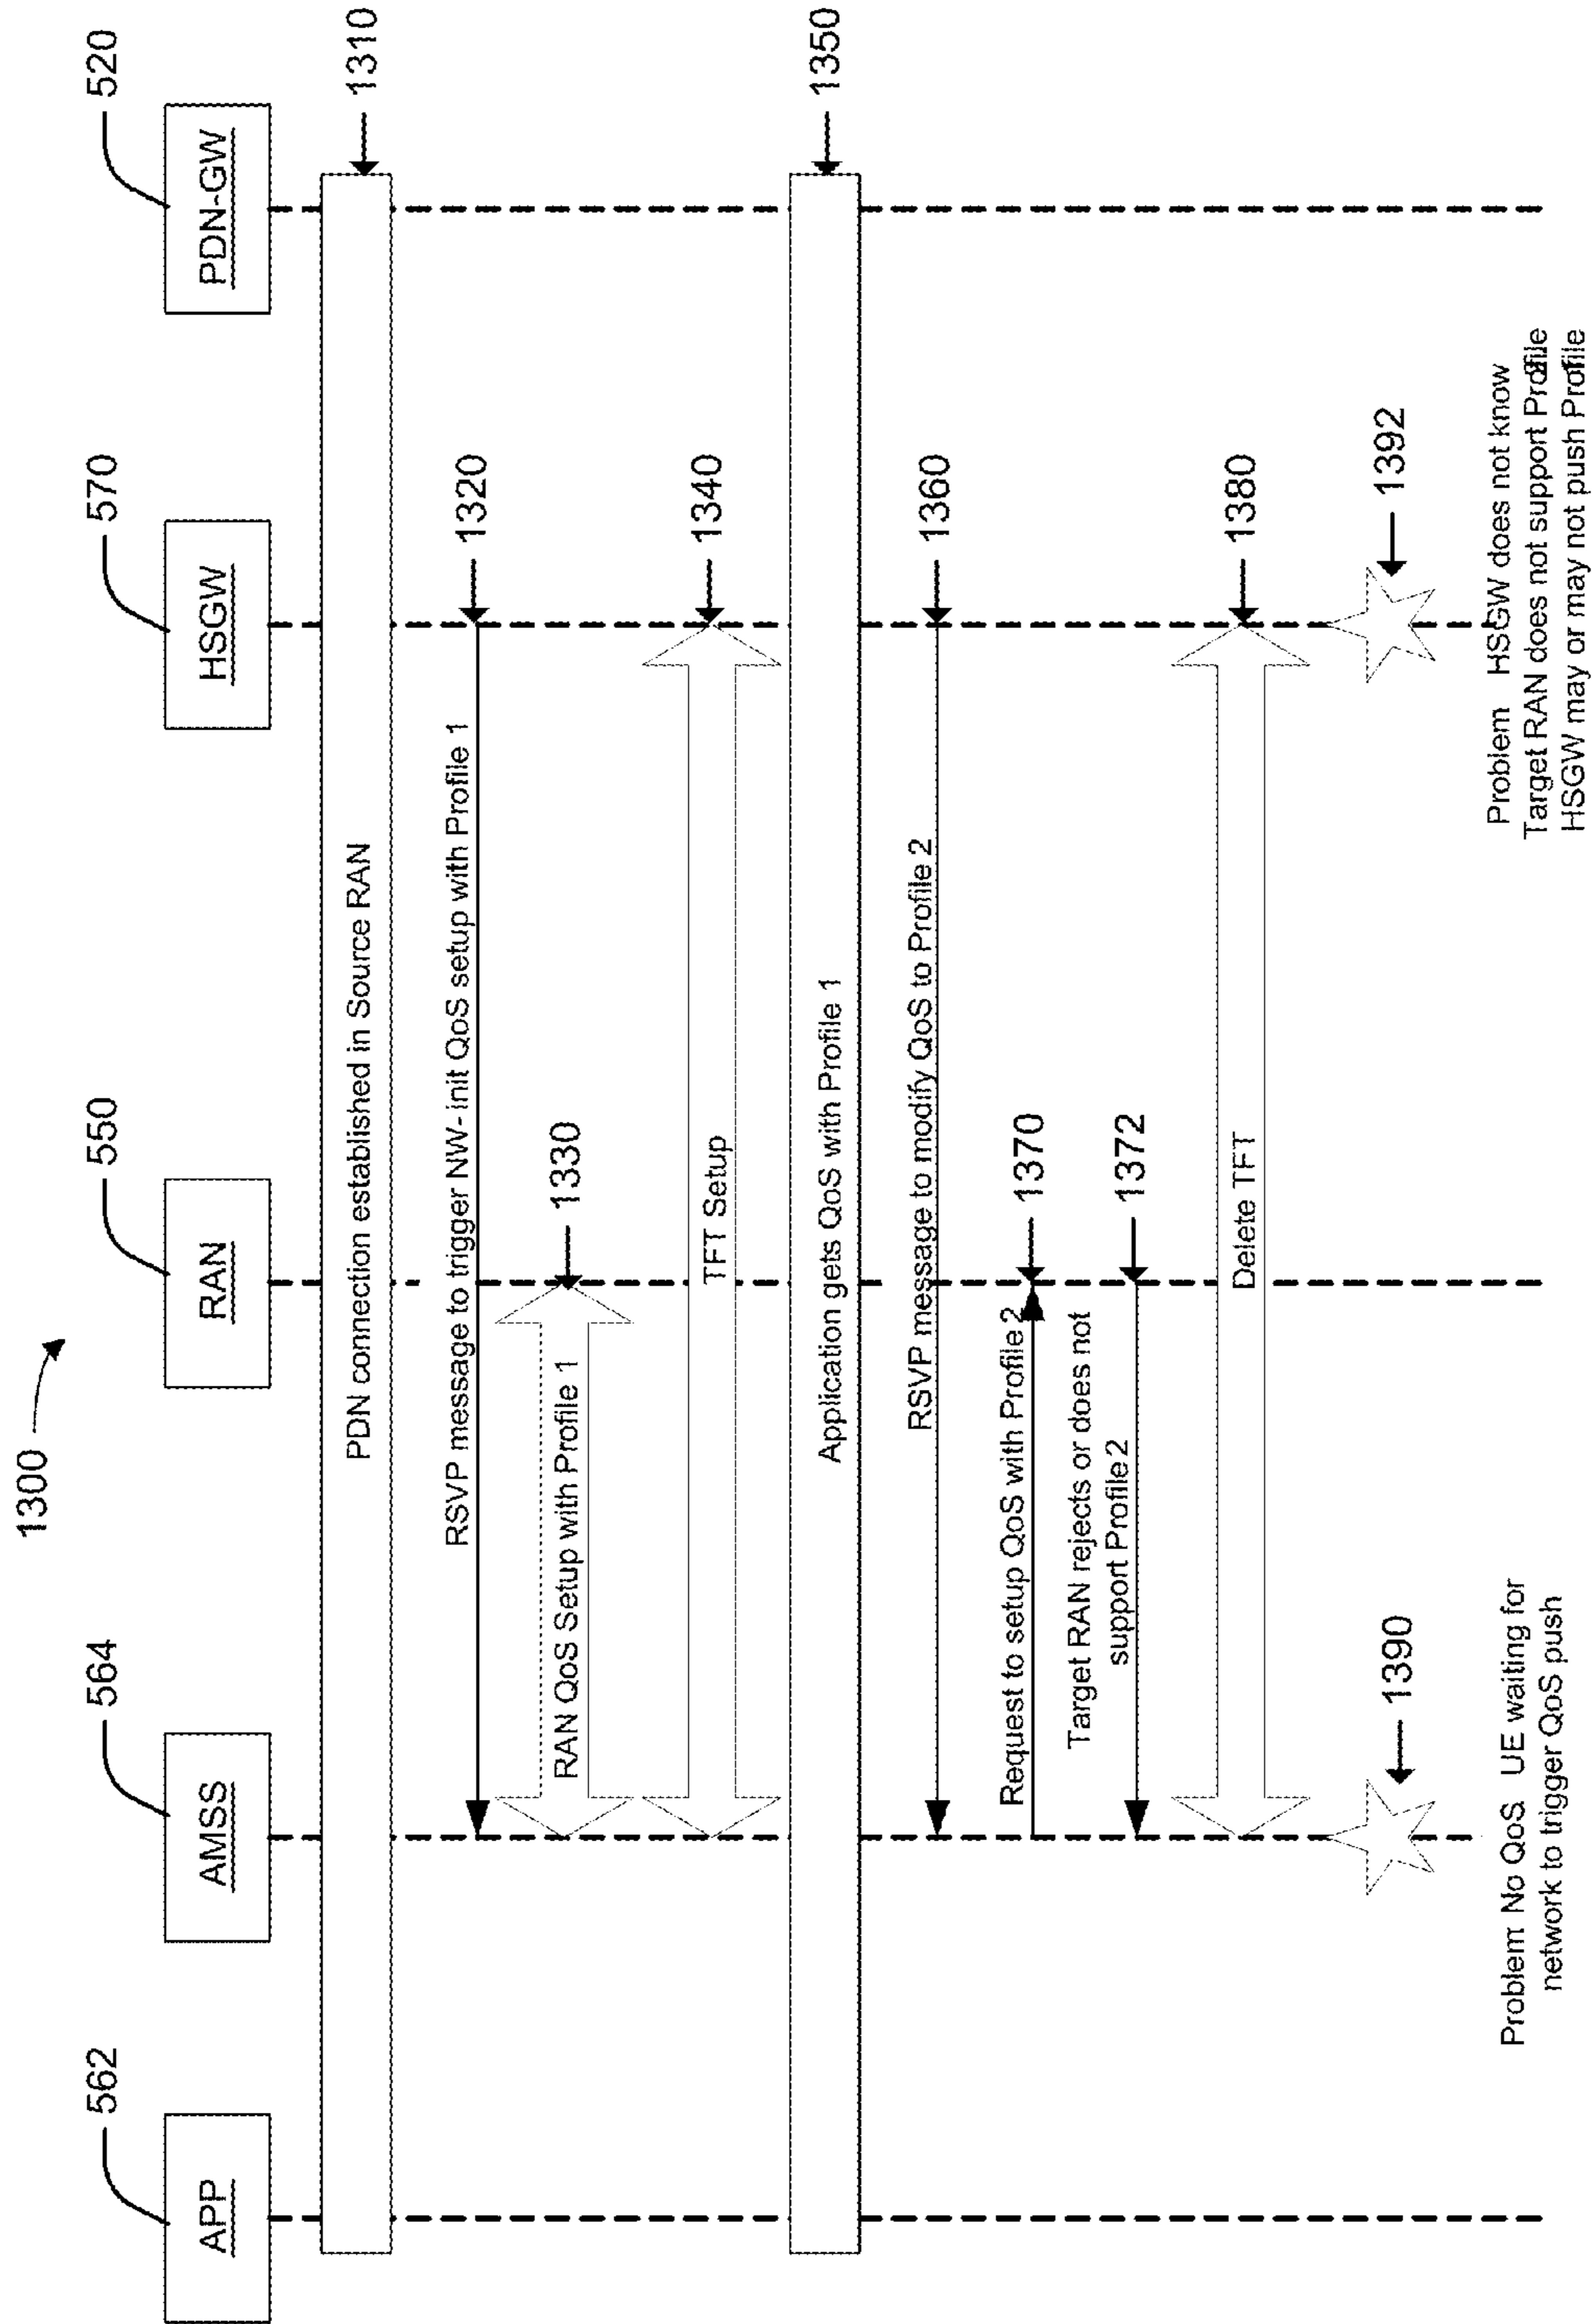 1300
562
564
550
570
520
APP
AMSS
RAN
HSGW
PDN-GW
PDN connection established in Source RAN
1310
RSVP message to trigger NW-init QoS setup with Profile 1
1320
RAN QoS Setup with Profile 1
1330
TFT Setup
1340
Application gets QoS with Profile 1
1350
RSVP message to modify QoS to Profile 2
1360
Request to setup QoS with Profile 2
1370
Target RAN rejects or does not
support Profile 2
1372
Delete TFT
1380
1390
1392
Problem No QoS UE waiting for
network to trigger QoS push
Problem HSGW does not know
Target RAN does not support Profile
HSGW may or may not push Profile